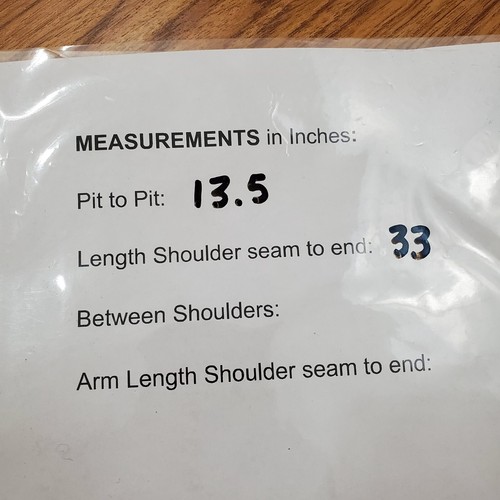 MEASUREMENTS in Inches:
Pit to Pit: 13.5
Length Shoulder seam to end: 33
Between Shoulders:
Arm Length Shoulder seam to end: